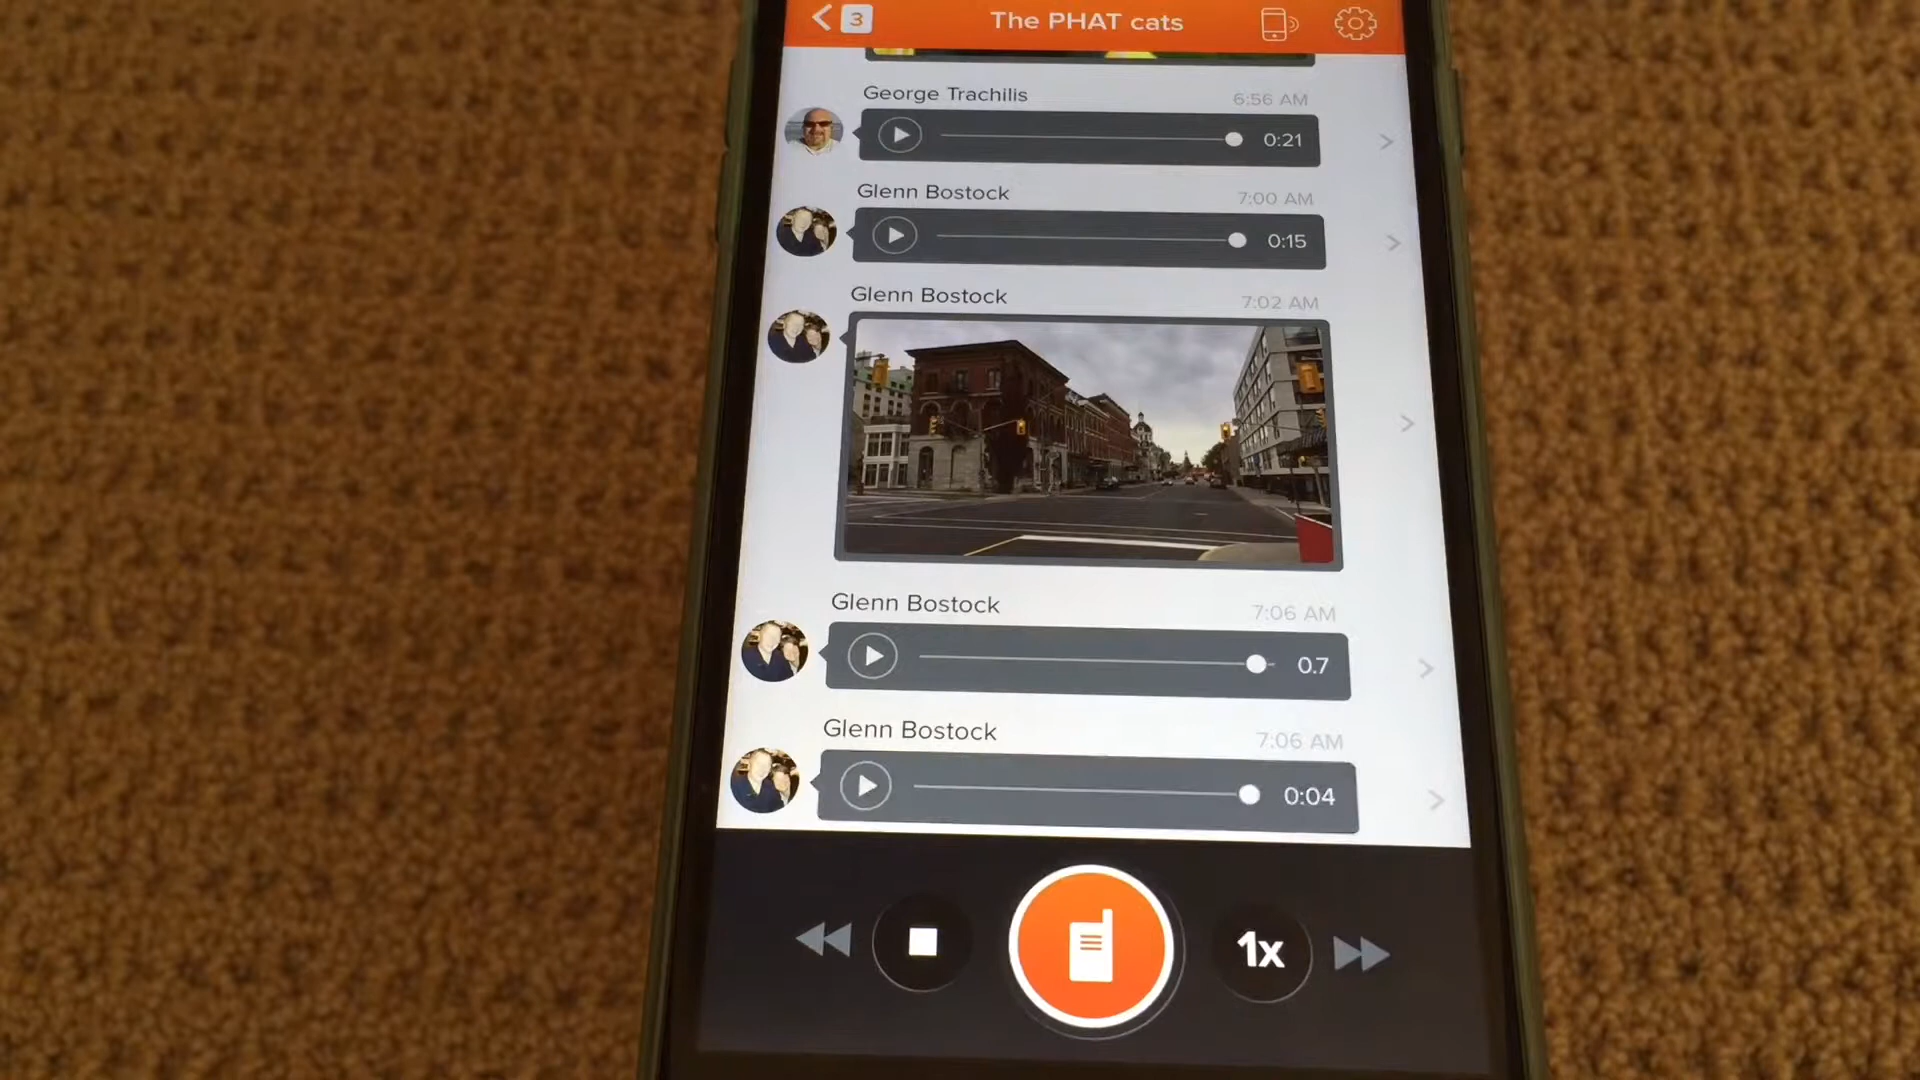 3
The PHAT cats
George Trachilis
6:56 AM
0:21
Glenn Bostock
7:00 AM
0:15
Glenn Bostock
7:02 AM
Glenn Bostock
7:06 AM
0.7
Glenn Bostock
7:06 AM
0:04
1x